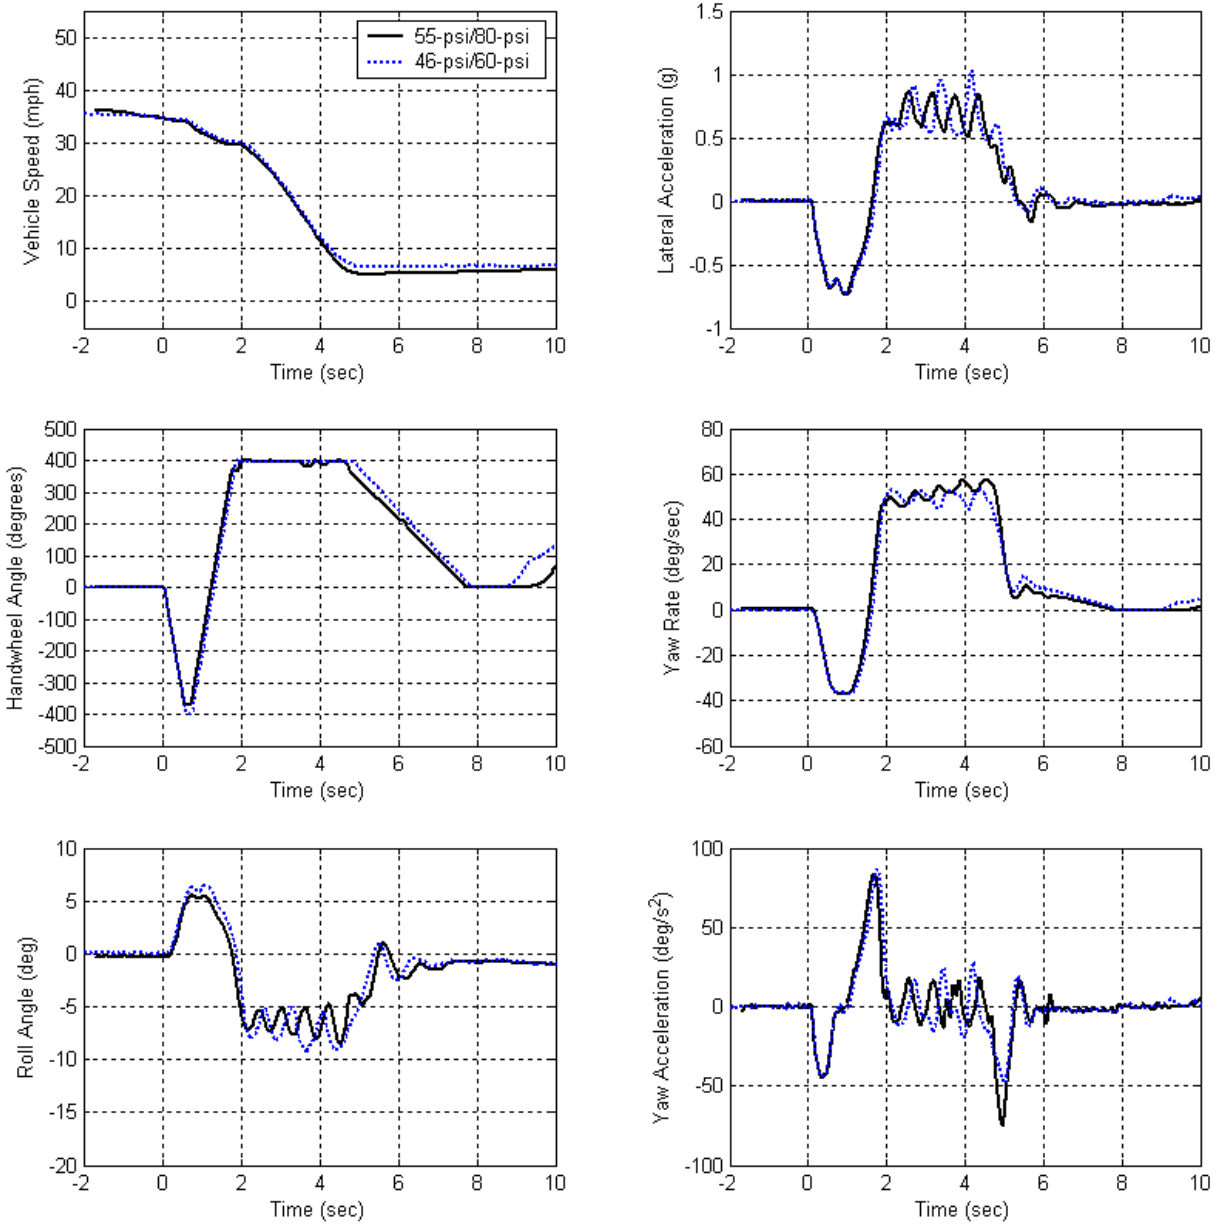 55-psi/80-psi
46-psi/60-psi
Vehicle Speed (mph)
50
40
30
20
10
0
-2 0 2 4 6 8 10
Time (sec)
Lateral Acceleration (g)
1.5
1
0.5
0
-0.5
-1
-2 0 2 4 6 8 10
Time (sec)
Handwheel Angle (degrees)
500
400
300
200
100
0
-100
-200
-300
-400
-500
-2 0 2 4 6 8 10
Time (sec)
Yaw Rate (deg/sec)
80
60
40
20
0
-20
-40
-60
-2 0 2 4 6 8 10
Time (sec)
Roll Angle (deg)
10
5
0
-5
-10
-15
-20
-2 0 2 4 6 8 10
Time (sec)
Yaw Acceleration (deg/s²)
100
50
0
-50
-100
-2 0 2 4 6 8 10
Time (sec)